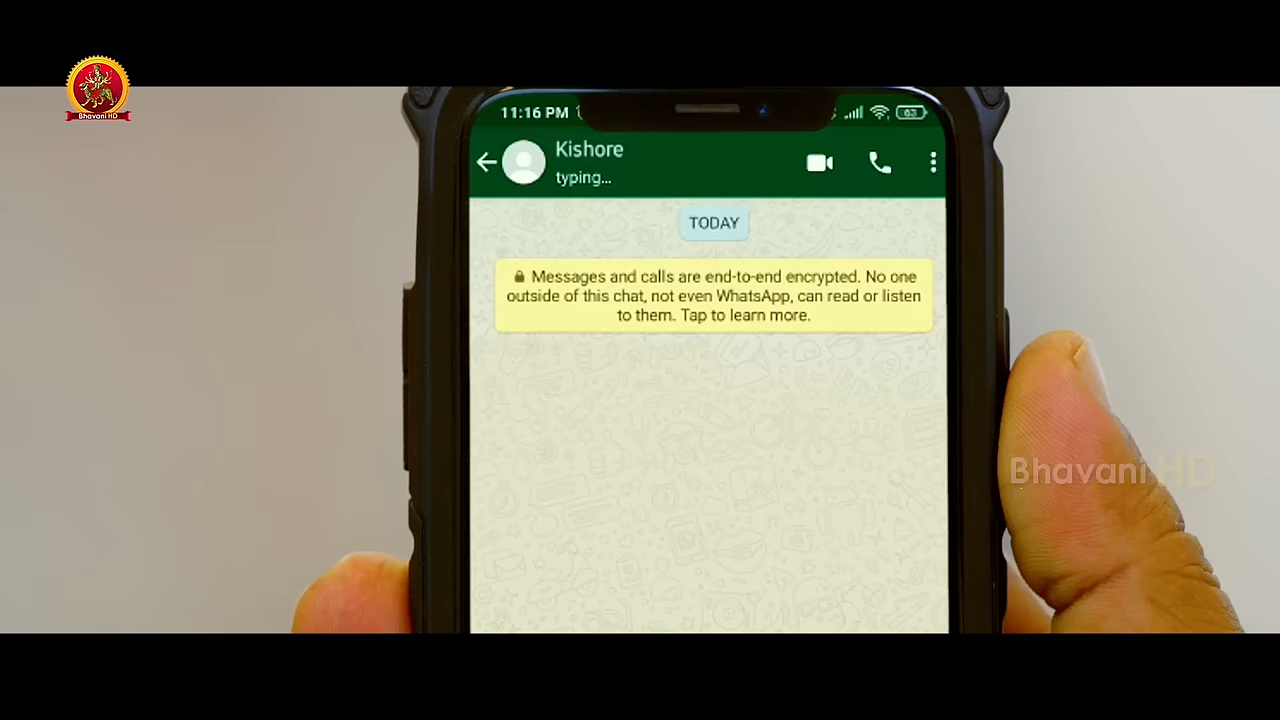 Bhavani HD
11:16 PM
63
Kishore
typing...
TODAY
Messages and calls are end-to-end encrypted. No one
outside of this chat, not even WhatsApp, can read or listen
to them. Tap to learn more.
Bhavani HD